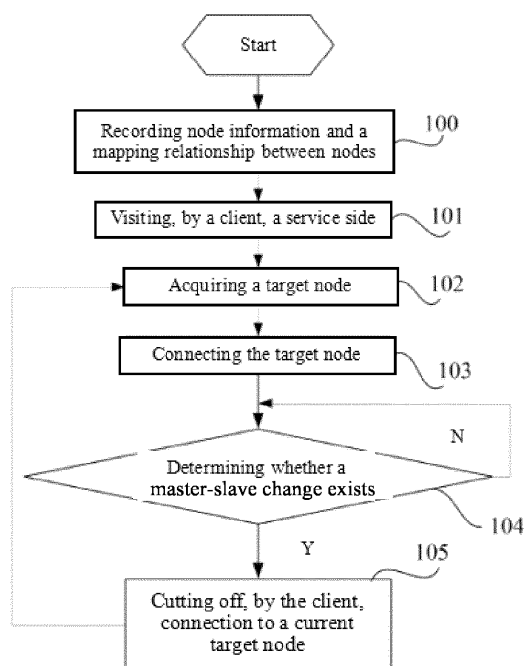 Start
Recording node information and a
mapping relationship between nodes
100
Visiting, by a client, a service side
101
Acquiring a target node
102
Connecting the target node
103
N
Determining whether a
master-slave change exists
104
Y
105
Cutting off, by the client,
connection to a current
target node